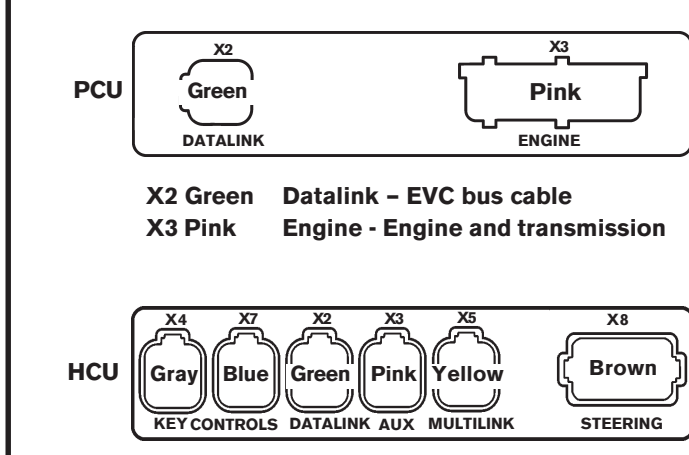 X2 X3
PCU Green Pink
DATALINK ENGINE
X2 Green Datalink – EVC bus cable
X3 Pink Engine - Engine and transmission
X4 X7 X2 X3 X5 X8
HCU Gray Blue Green Pink Yellow Brown
KEY CONTROLS DATALINK AUX MULTILINK STEERING